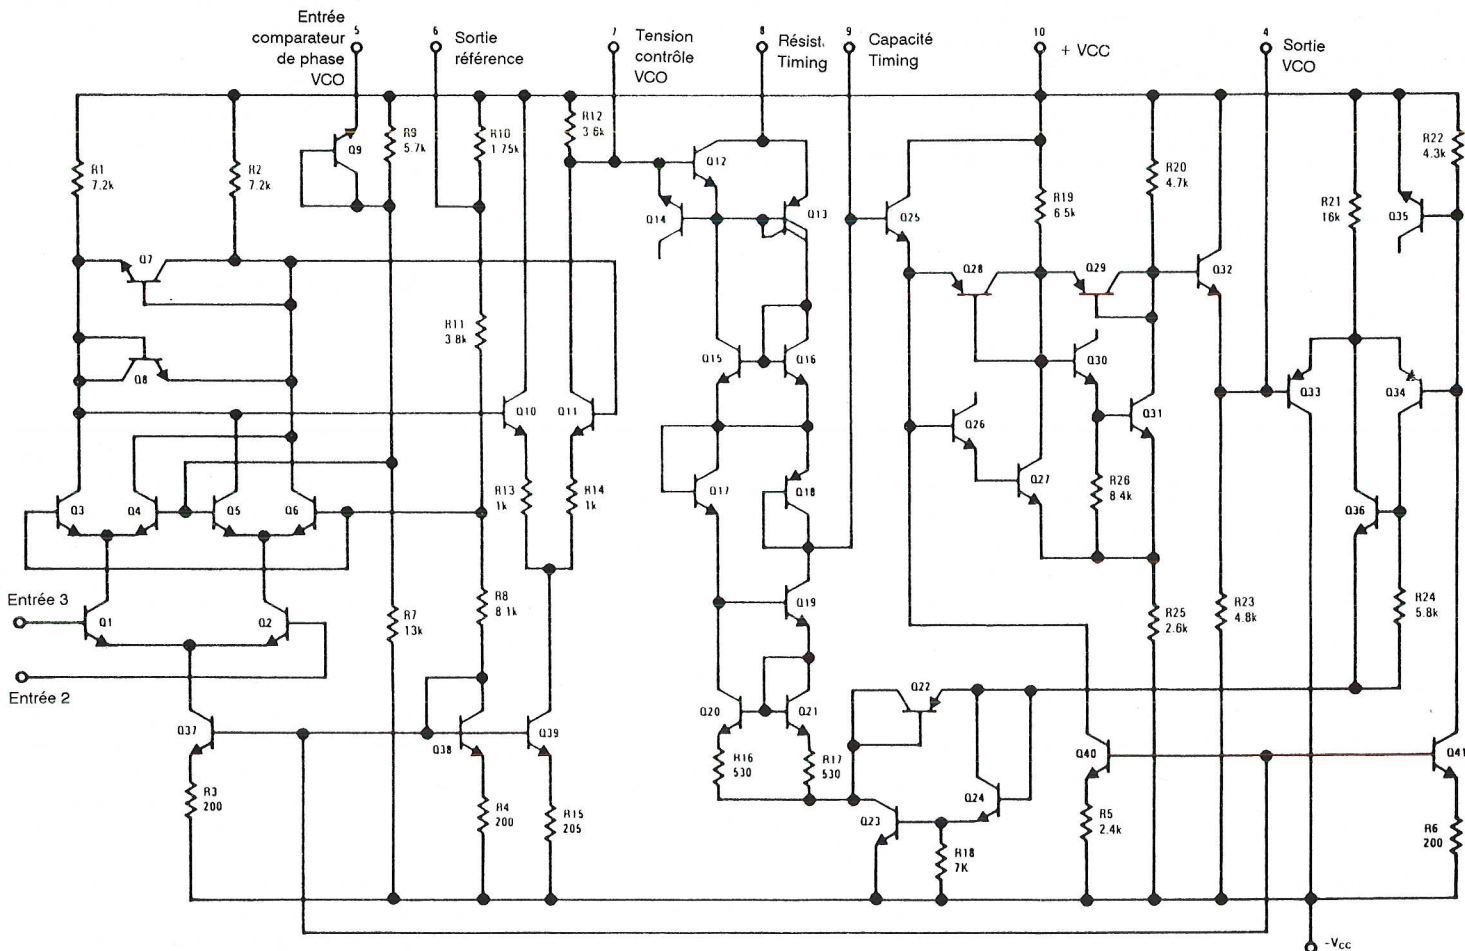 Entrée
comparateur
de phase
VCO
5
6
Sortie
référence
7
Tension
contrôle
VCO
8
Résist.
Timing
9
Capacité
Timing
10
+ VCC
4
Sortie
VCO
R1
7.2k
R2
7.2k
Q9
R9
5.7k
R10
1.75k
R12
3 6k
Q12
Q14
Q13
Q25
R19
6 5k
R20
4.7k
R21
16k
Q35
R22
4.3k
Q7
Q8
R11
3 8k
Q10
Q11
Q15
Q16
Q28
Q29
Q32
Q30
Q31
Q33
Q34
Q26
Q27
R26
8.4k
Q3
Q4
Q5
Q6
R13
1k
R14
1k
Q17
Q18
Q36
Entrée 3
Q1
Q2
R7
13k
R8
8 1k
Q19
R25
2.6k
R23
4.8k
R24
5.8k
Entrée 2
Q37
Q38
Q39
Q20
Q21
Q22
Q40
Q41
R3
200
R4
200
R15
205
R16
530
R17
530
Q23
Q24
R18
7K
R5
2.4k
R6
200
-Vcc